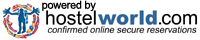 powered by
hostelworld.com
confirmed online secure reservations